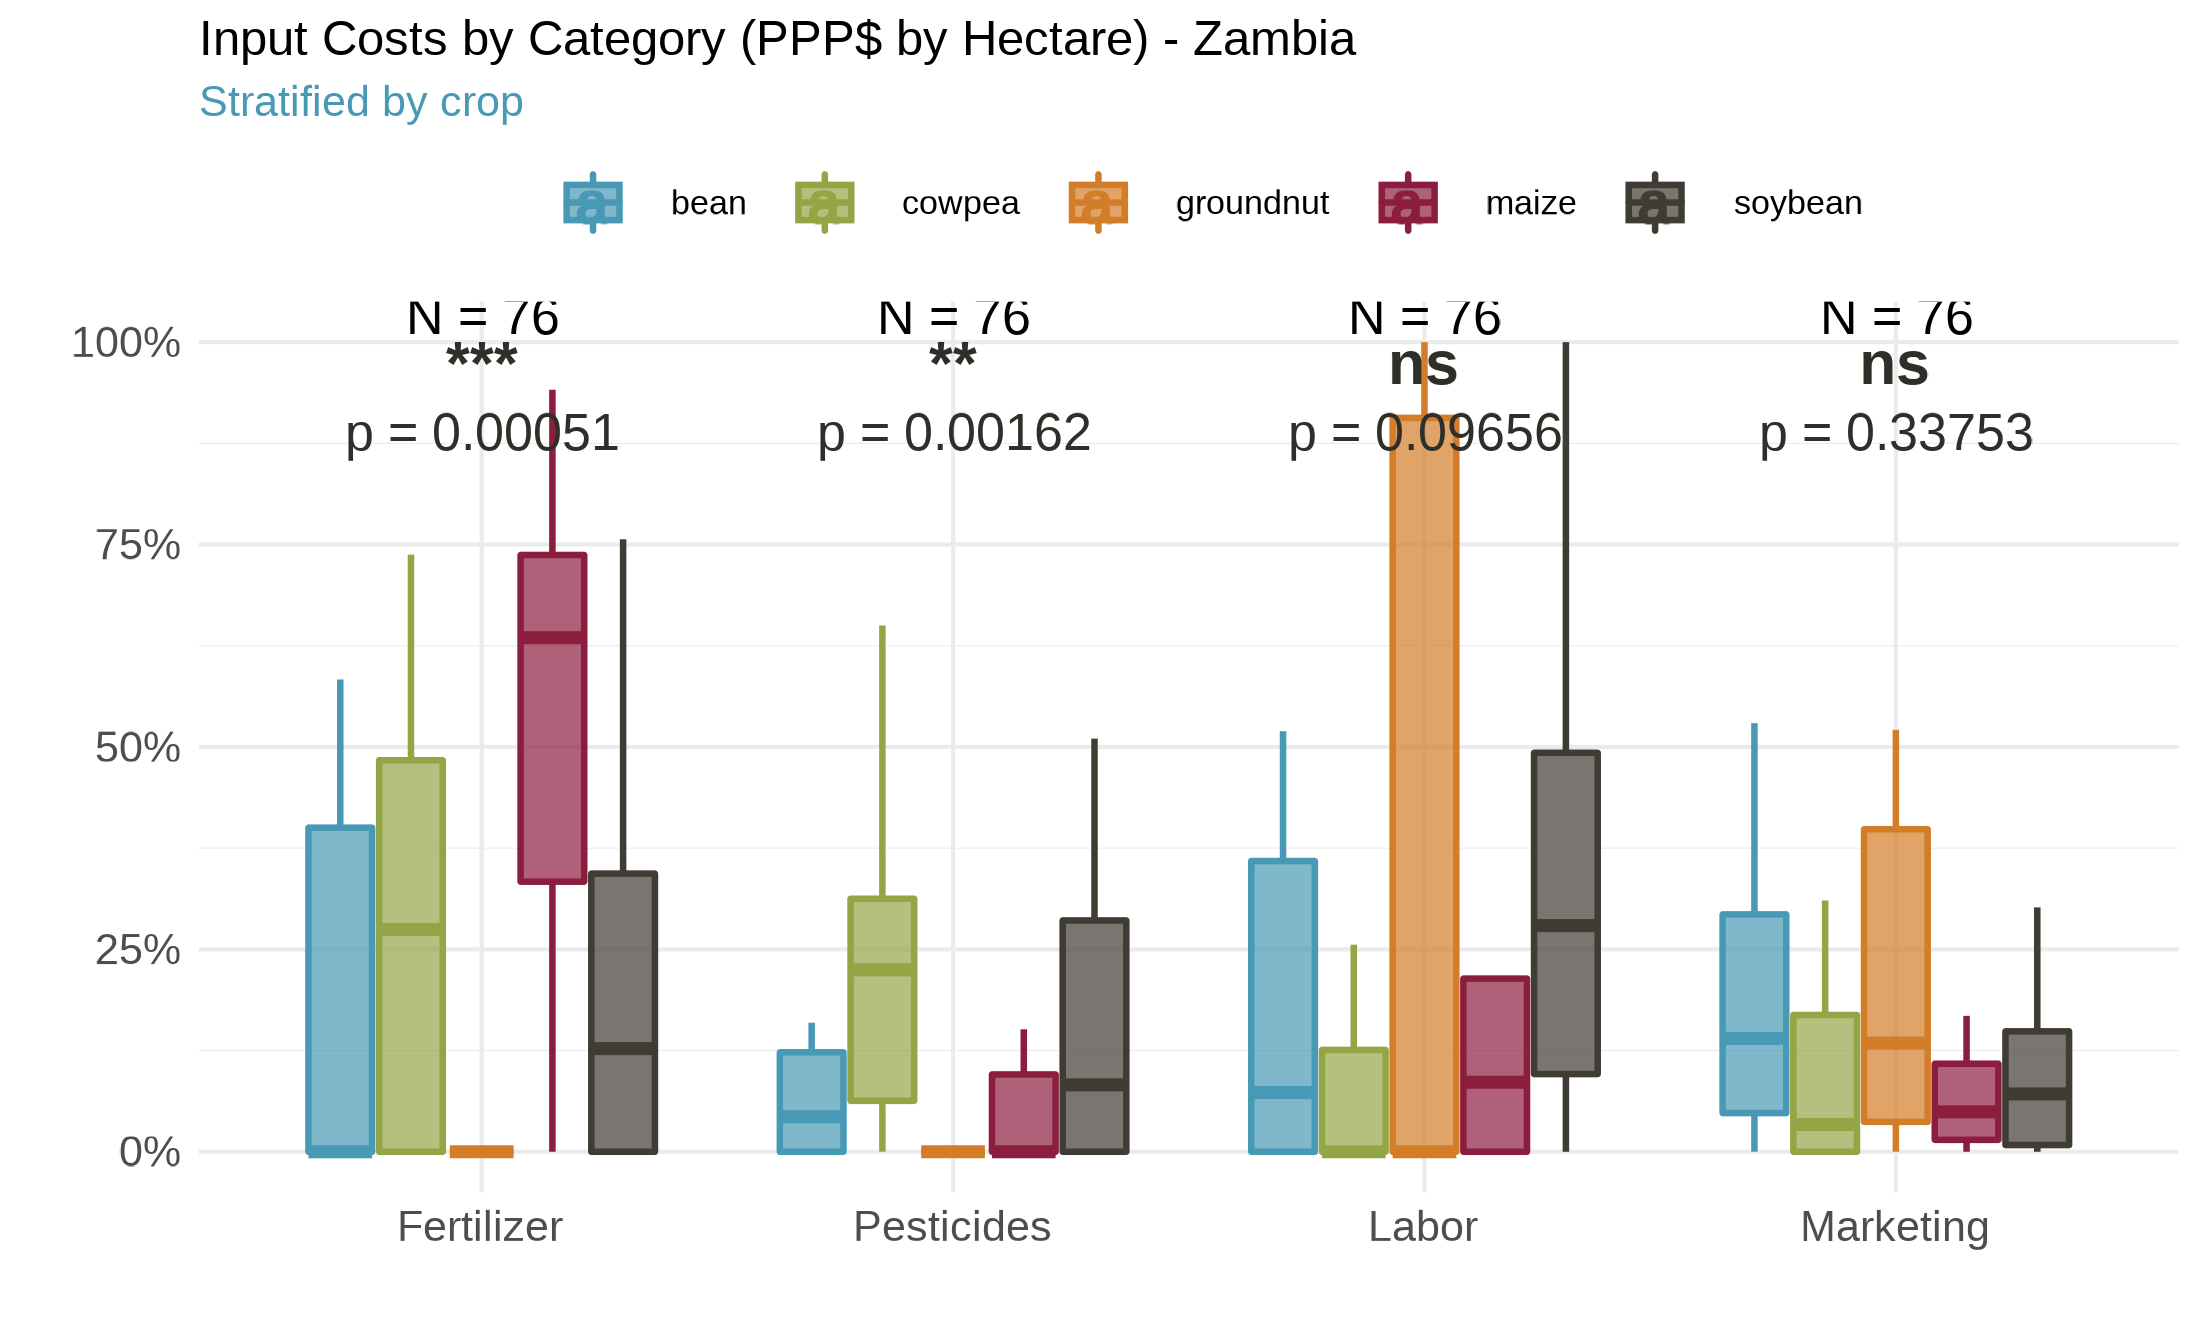 Input Costs by Category (PPP$ by Hectare) - Zambia
Stratified by crop
a bean a cowpea a groundnut a maize a soybean
N = 76 N = 76 N = 76 N = 76
100%
*** ** ns ns
p = 0.00051 p = 0.00162 p = 0.09656 p = 0.33753
75%
50%
25%
0%
Fertilizer Pesticides Labor Marketing